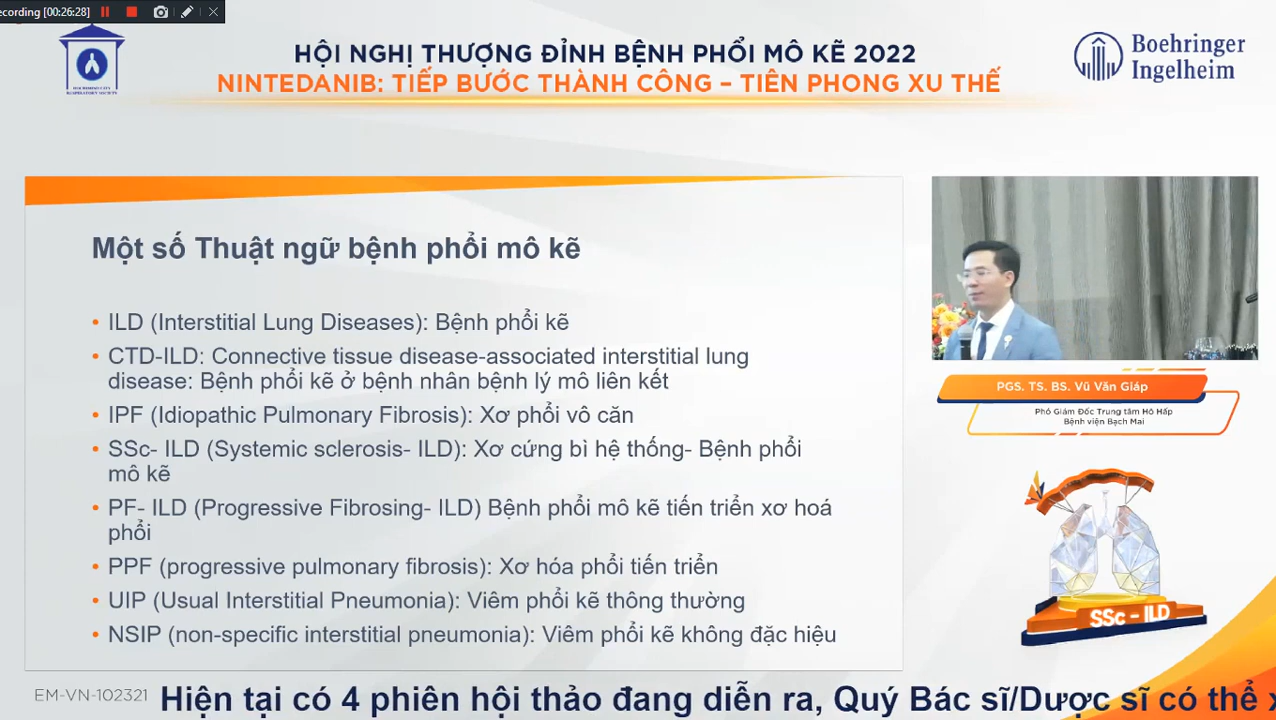 ecording [00:26:28]
HỘI NGHỊ THƯỢNG ĐỈNH BỆNH PHỔI MÔ KẼ 2022
NINTEDANIB: TIẾP BƯỚC THÀNH CÔNG – TIÊN PHONG XU THẾ
Boehringer
Ingelheim
Một số Thuật ngữ bệnh phổi mô kẽ
• ILD (Interstitial Lung Diseases): Bệnh phổi kẽ
• CTD-ILD: Connective tissue disease-associated interstitial lung
disease: Bệnh phổi kẽ ở bệnh nhân bệnh lý mô liên kết
• IPF (Idiopathic Pulmonary Fibrosis): Xơ phổi vô căn
• SSc- ILD (Systemic sclerosis- ILD): Xơ cứng bì hệ thống- Bệnh phổi
mô kẽ
• PF- ILD (Progressive Fibrosing- ILD) Bệnh phổi mô kẽ tiến triển xơ hoá
phổi
• PPF (progressive pulmonary fibrosis): Xơ hóa phổi tiến triển
• UIP (Usual Interstitial Pneumonia): Viêm phổi kẽ thông thường
• NSIP (non-specific interstitial pneumonia): Viêm phổi kẽ không đặc hiệu
PGS. TS. BS. Vũ Văn Giáp
Phó Giám Đốc Trung tâm Hô Hấp
Bệnh viện Bạch Mai
SSc – ILD
EM-VN-102321
Hiện tại có 4 phiên hội thảo đang diễn ra, Quý Bác sĩ/Dược sĩ có thể x